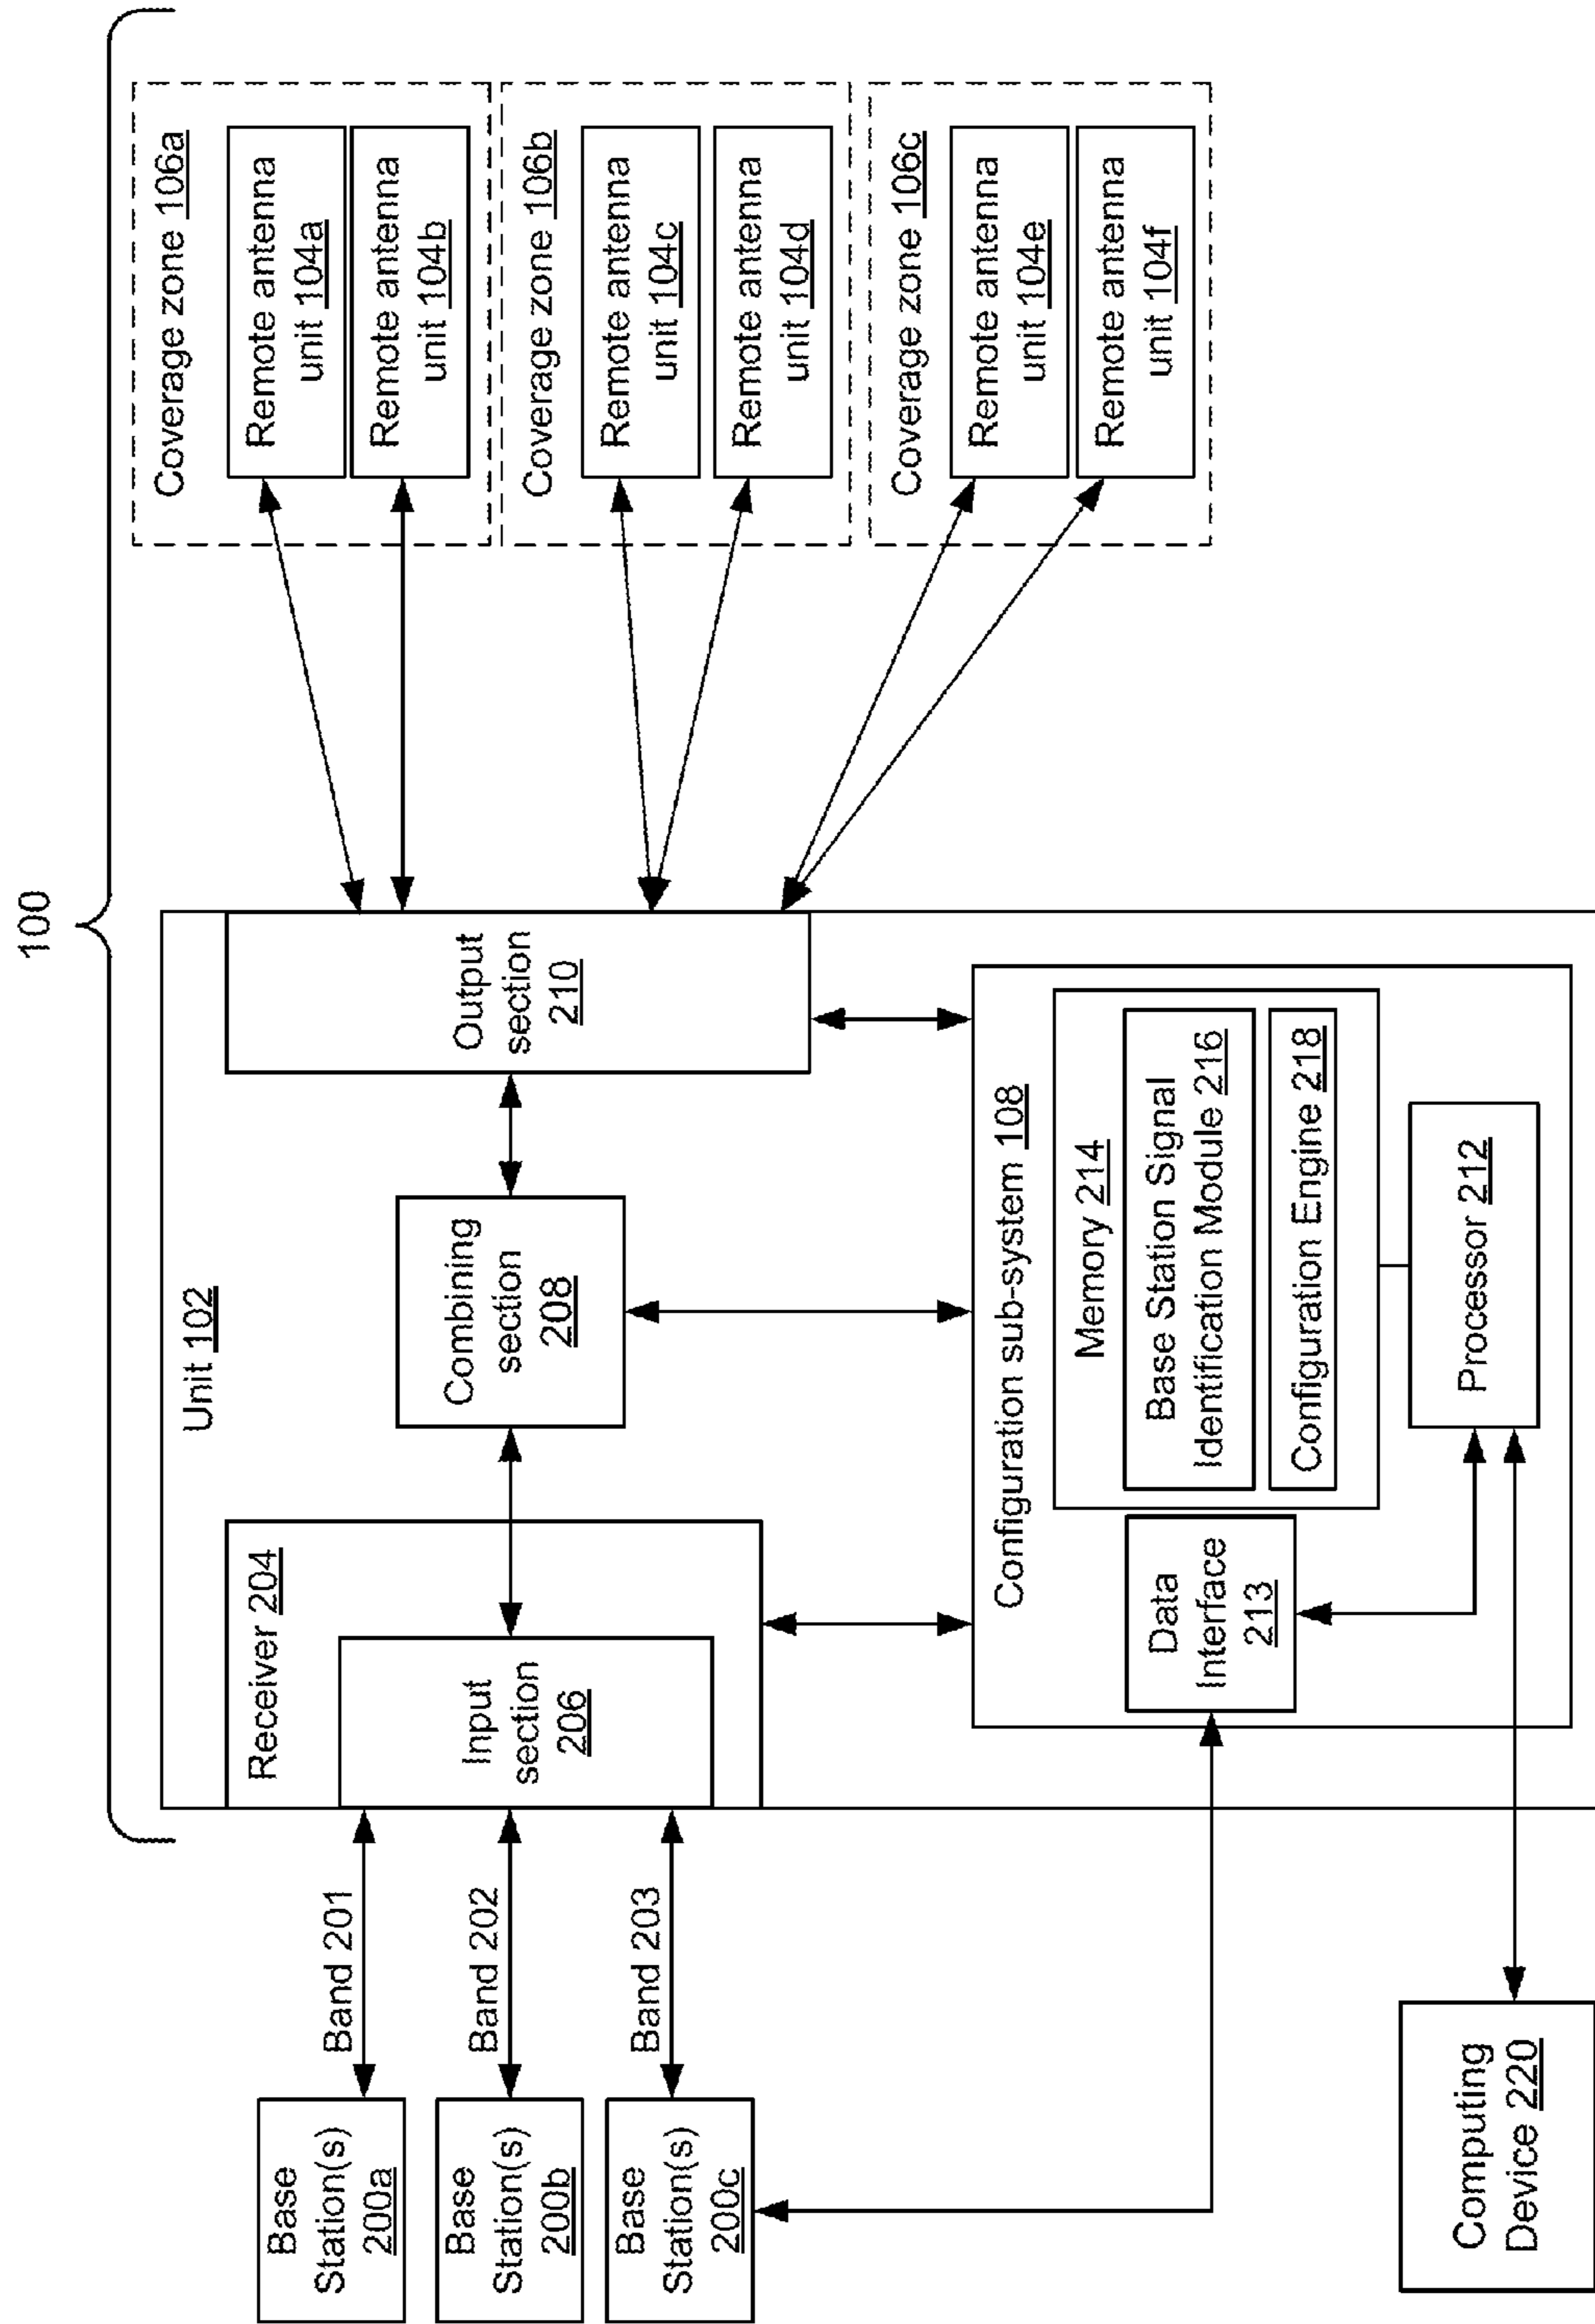 100
Base
Station(s)
200a
Base
Station(s)
200b
Base
Station(s)
200c
Band 201
Band 202
Band 203
Computing
Device 220
Unit 102
Receiver 204
Input
section
206
Combining
section
208
Output
section
210
Configuration sub-system 108
Data
Interface
213
Memory 214
Base Station Signal
Identification Module 216
Configuration Engine 218
Processor 212
Coverage zone 106a
Remote antenna
unit 104a
Remote antenna
unit 104b
Coverage zone 106b
Remote antenna
unit 104c
Remote antenna
unit 104d
Coverage zone 106c
Remote antenna
unit 104e
Remote antenna
unit 104f